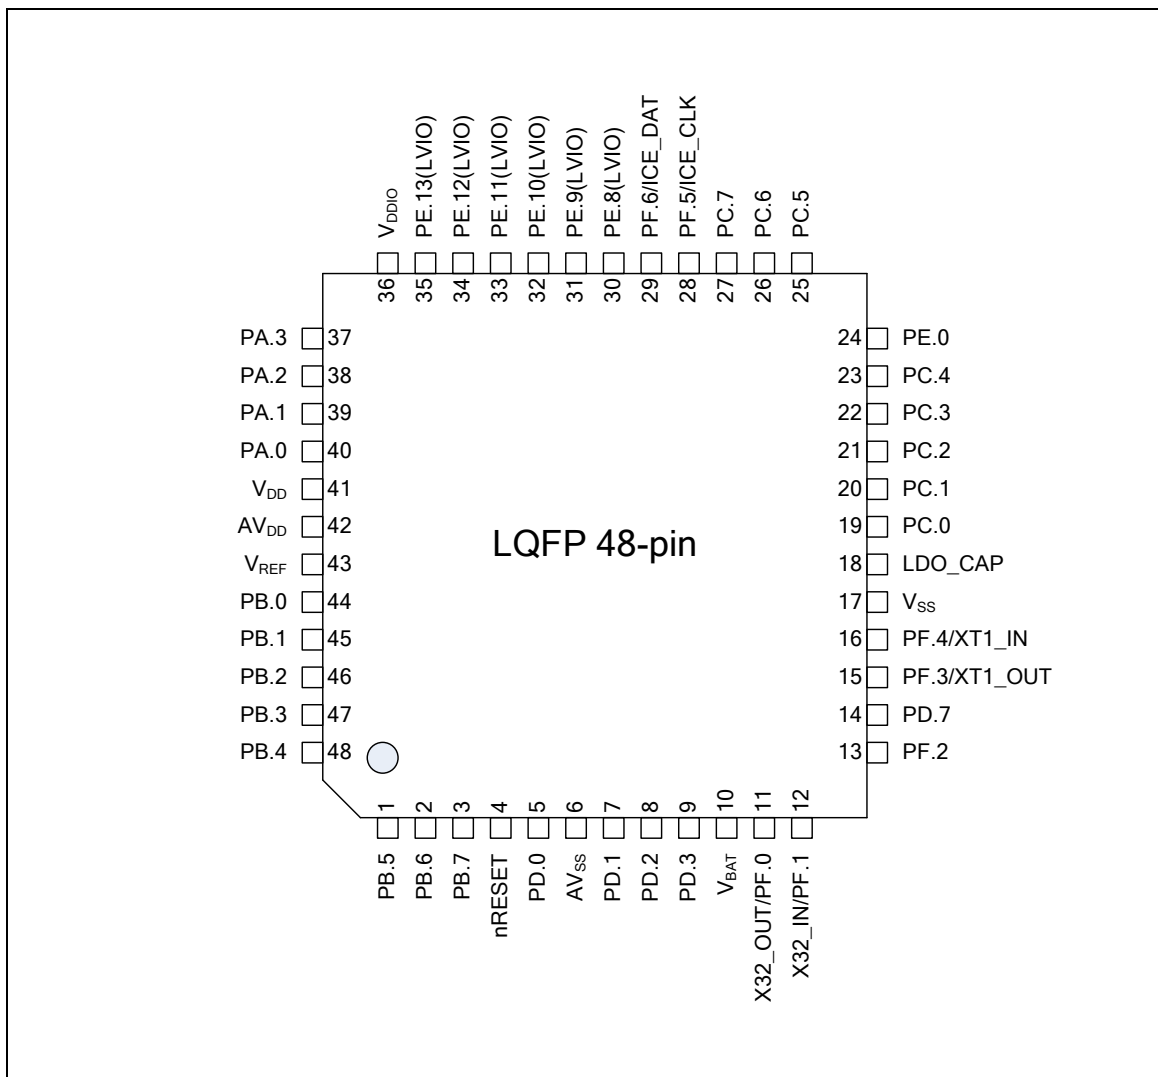 V_DDIO
PE.13(LVIO)
PE.12(LVIO)
PE.11(LVIO)
PE.10(LVIO)
PE.9(LVIO)
PE.8(LVIO)
PF.6/ICE_DAT
PF.5/ICE_CLK
PC.7
PC.6
PC.5
36 35 34 33 32 31 30 29 28 27 26 25
PA.3 37
PA.2 38
PA.1 39
PA.0 40
V_DD 41
AV_DD 42
V_REF 43
PB.0 44
PB.1 45
PB.2 46
PB.3 47
PB.4 48
LQFP 48-pin
24 PE.0
23 PC.4
22 PC.3
21 PC.2
20 PC.1
19 PC.0
18 LDO_CAP
17 V_SS
16 PF.4/XT1_IN
15 PF.3/XT1_OUT
14 PD.7
13 PF.2
1 2 3 4 5 6 7 8 9 10 11 12
PB.5
PB.6
PB.7
nRESET
PD.0
AV_SS
PD.1
PD.2
PD.3
V_BAT
X32_OUT/PF.0
X32_IN/PF.1